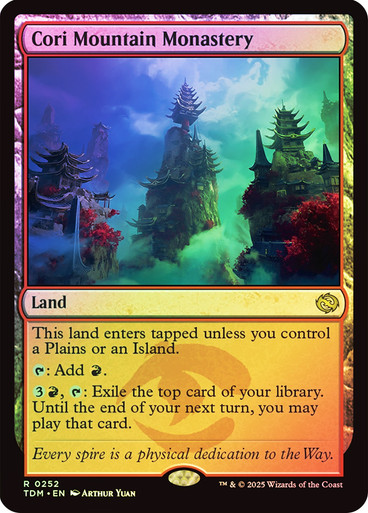 Cori Mountain Monastery
Land
This land enters tapped unless you control
a Plains or an Island.
: Add .
3, : Exile the top card of your library.
Until the end of your next turn, you may
play that card.
Every spire is a physical dedication to the Way.
R 0252
TDM • EN Arthur Yuan
™ & © 2025 Wizards of the Coast